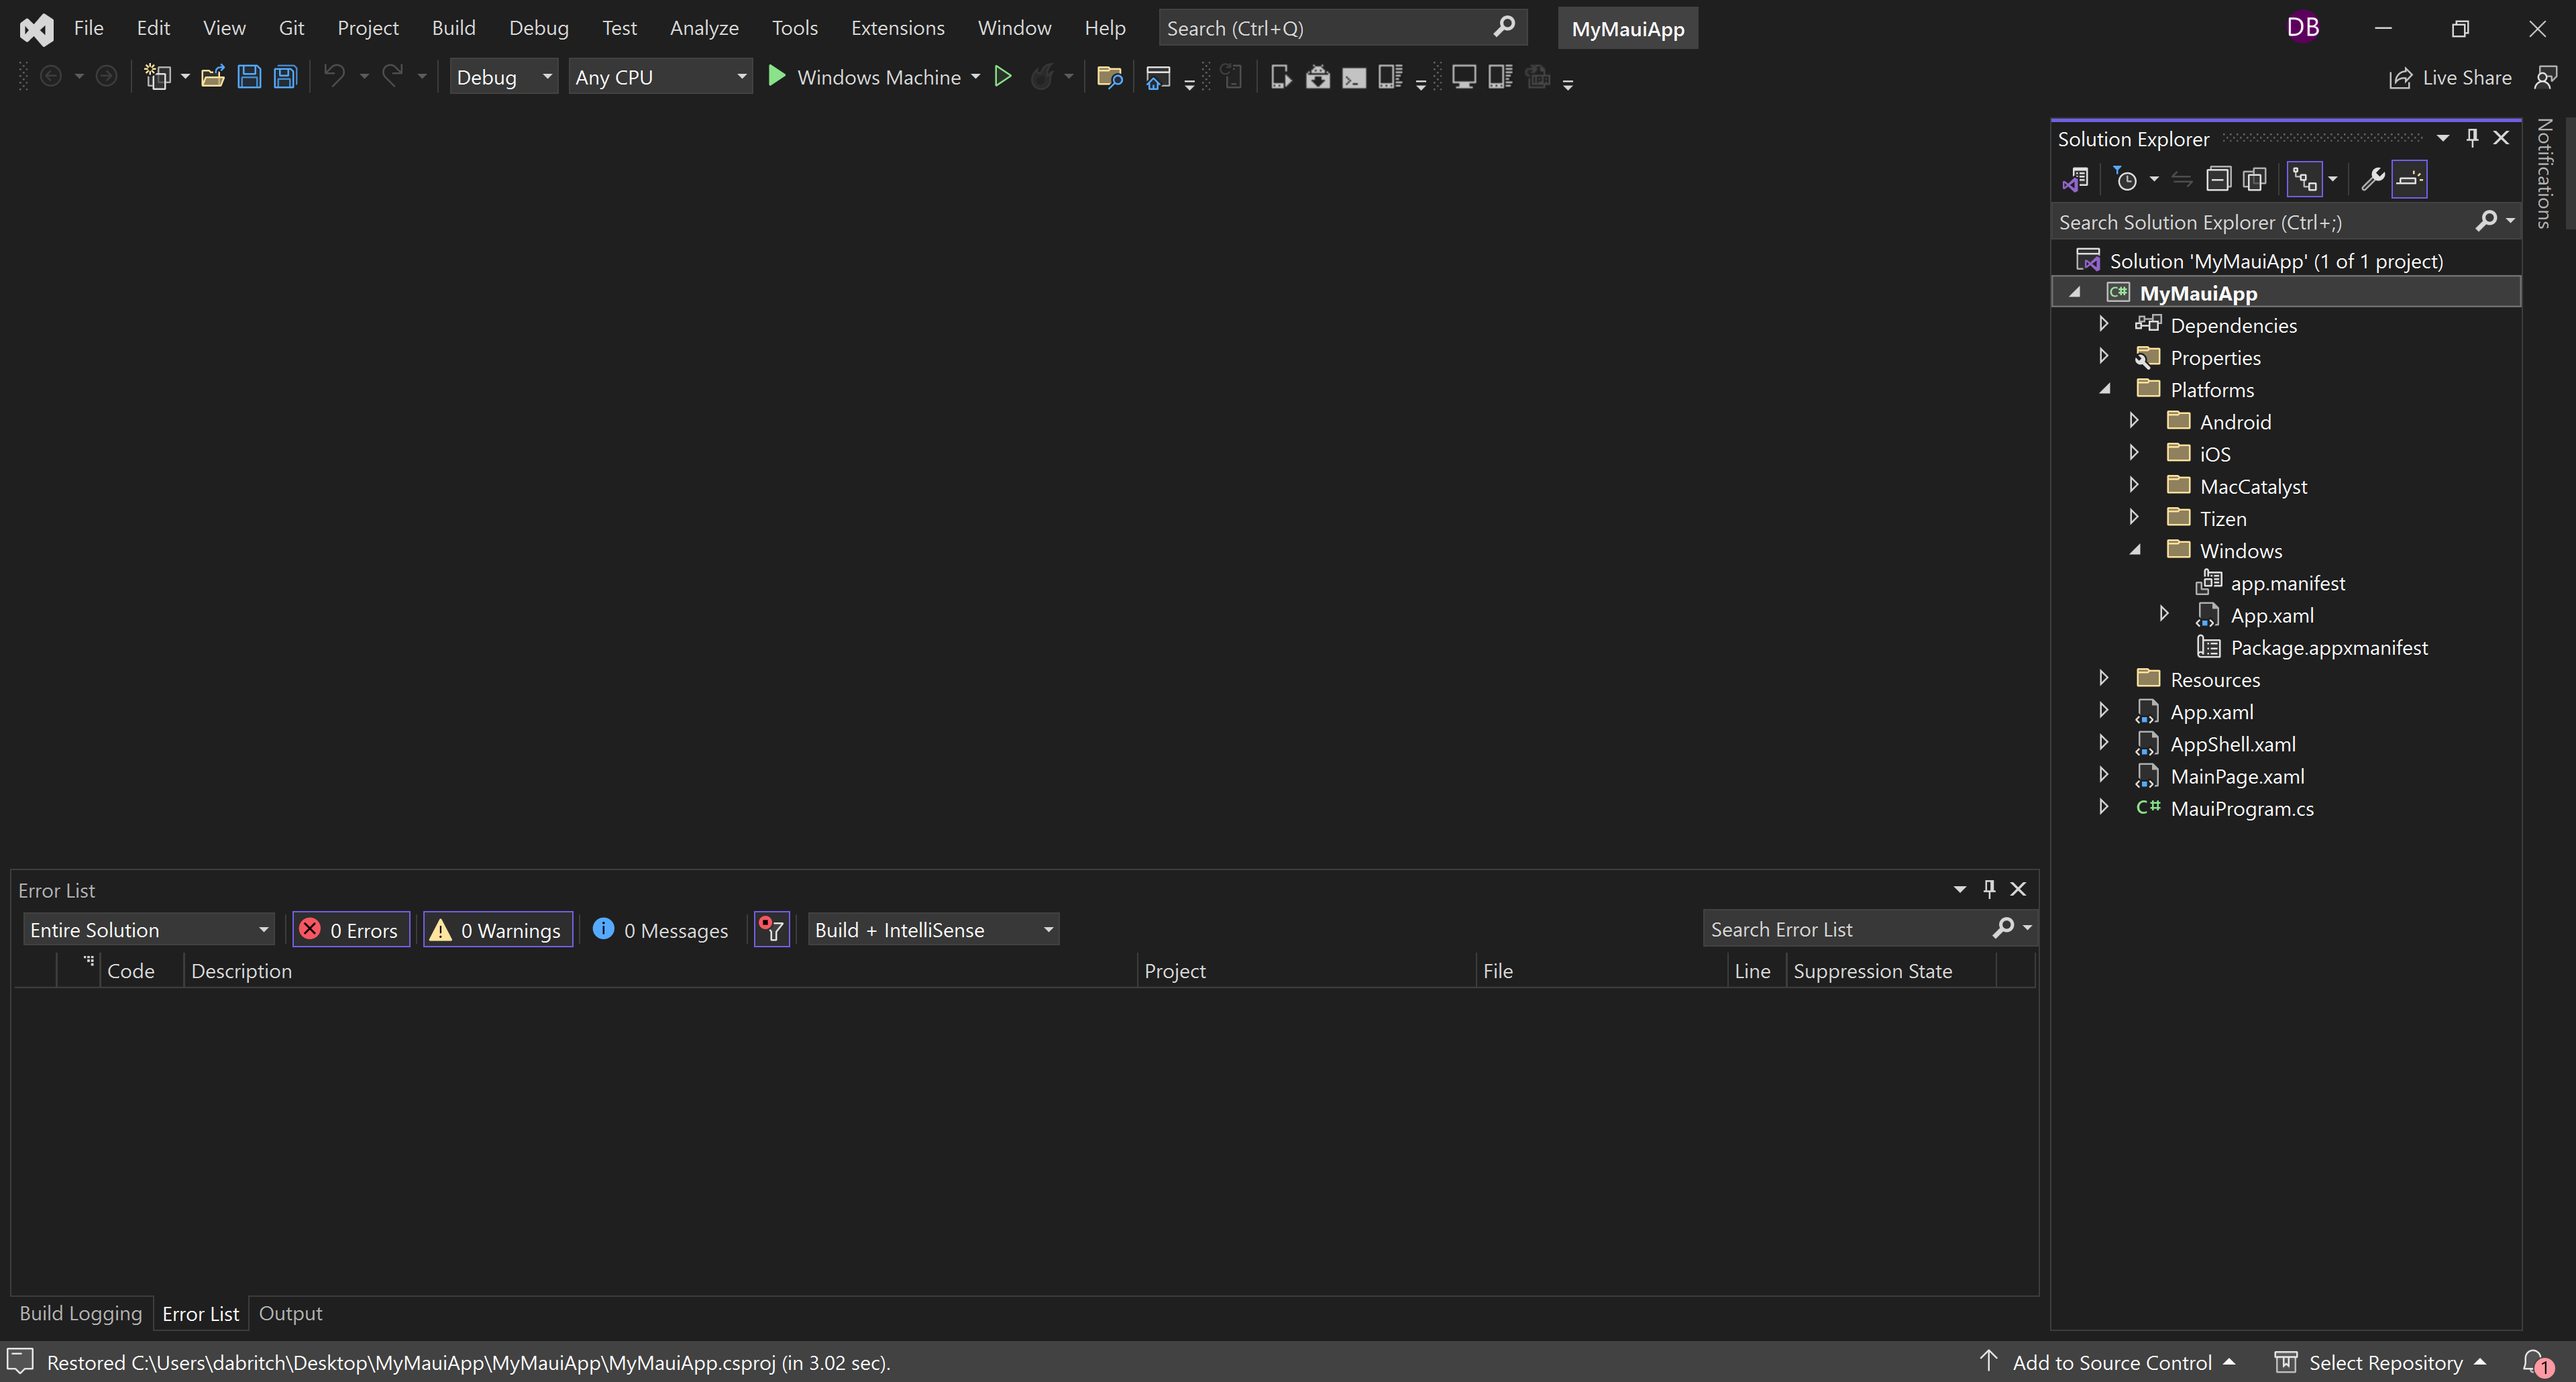 File Edit View Git Project Build Debug Test Analyze Tools Extensions Window Help Search (Ctrl+Q) MyMauiApp DB
Debug Any CPU Windows Machine Live Share
Solution Explorer
Notifications
Search Solution Explorer (Ctrl+;)
Solution 'MyMauiApp' (1 of 1 project)
C# MyMauiApp
Dependencies
Properties
Platforms
Android
iOS
MacCatalyst
Tizen
Windows
app.manifest
App.xaml
Package.appxmanifest
Resources
App.xaml
AppShell.xaml
MainPage.xaml
C# MauiProgram.cs
Error List
Entire Solution 0 Errors 0 Warnings 0 Messages Build + IntelliSense Search Error List
Code Description Project File Line Suppression State
Build Logging Error List Output
Restored C:\Users\dabritch\Desktop\MyMauiApp\MyMauiApp\MyMauiApp.csproj (in 3.02 sec). Add to Source Control Select Repository 1